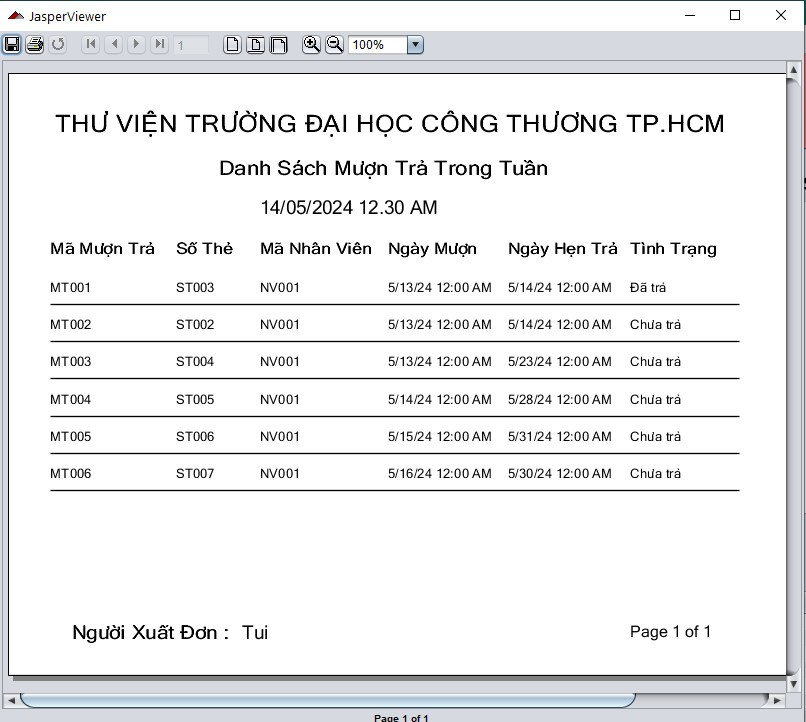 JasperViewer
1 100%
THƯ VIỆN TRƯỜNG ĐẠI HỌC CÔNG THƯƠNG TP.HCM
Danh Sách Mượn Trả Trong Tuần
14/05/2024 12.30 AM
Mã Mượn Trả Số Thẻ Mã Nhân Viên Ngày Mượn Ngày Hẹn Trả Tình Trạng
MT001 ST003 NV001 5/13/24 12:00 AM 5/14/24 12:00 AM Đã trả
MT002 ST002 NV001 5/13/24 12:00 AM 5/14/24 12:00 AM Chưa trả
MT003 ST004 NV001 5/13/24 12:00 AM 5/23/24 12:00 AM Chưa trả
MT004 ST005 NV001 5/14/24 12:00 AM 5/28/24 12:00 AM Chưa trả
MT005 ST006 NV001 5/15/24 12:00 AM 5/31/24 12:00 AM Chưa trả
MT006 ST007 NV001 5/16/24 12:00 AM 5/30/24 12:00 AM Chưa trả
Người Xuất Đơn : Tui Page 1 of 1
Page 1 of 1